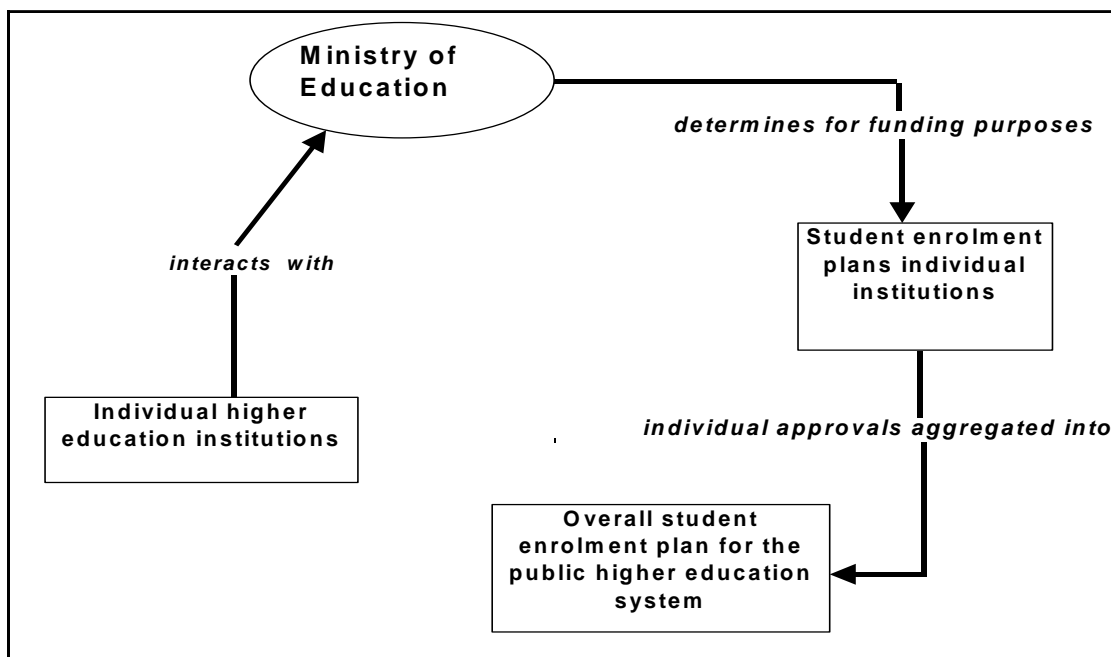 Ministry of
Education
determines for funding purposes
Student enrolment
plans individual
institutions
interacts with
Individual higher
education institutions
individual approvals aggregated into
Overall student
enrolment plan for the
public higher education
system